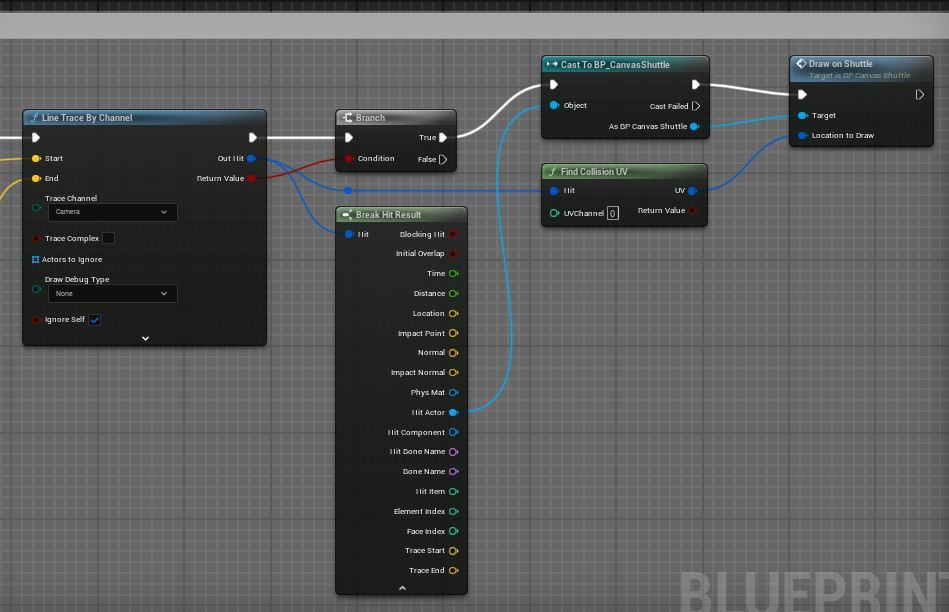 Line Trace By Channel
Start
Out Hit
End
Return Value
Trace Channel
Camera
Trace Complex
Actors to Ignore
Draw Debug Type
None
Ignore Self
Branch
True
Condition
False
Break Hit Result
Hit
Blocking Hit
Initial Overlap
Time
Distance
Location
Impact Point
Normal
Impact Normal
Phys Mat
Hit Actor
Hit Component
Hit Bone Name
Bone Name
Hit Item
Element Index
Face Index
Trace Start
Trace End
Cast To BP_CanvasShuttle
Object
Cast Failed
As BP Canvas Shuttle
Find Collision UV
Hit
UV
UVChannel 0
Return Value
Draw on Shuttle
Target is BP Canvas Shuttle
Target
Location to Draw
BLUEPRINT